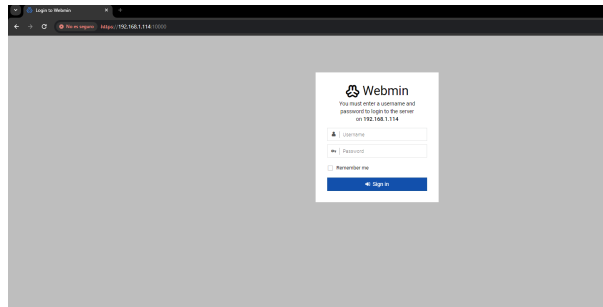 Login to Webmin
No es seguro https://192.168.1.114:10000
Webmin
You must enter a username and
password to login to the server
on 192.168.1.114
Username
Password
Remember me
Sign in